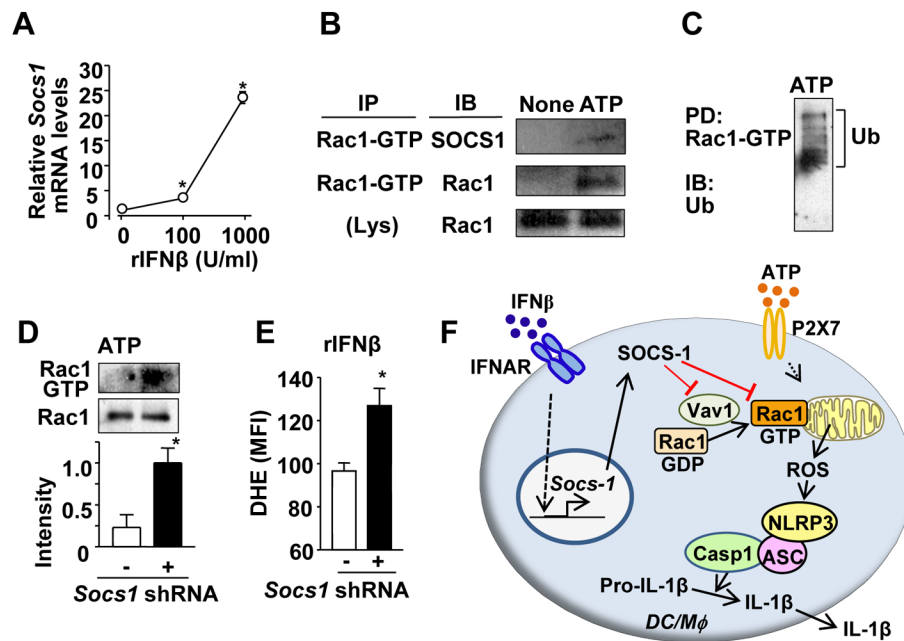 A
Relative Socs1
mRNA levels
30
25
20
15
10
5
0
*
*
0 100 1000
rIFNβ (U/ml)
B
IP IB None ATP
Rac1-GTP SOCS1
Rac1-GTP Rac1
(Lys) Rac1
C
ATP
PD:
Rac1-GTP
Ub
IB:
Ub
D
ATP
Rac1
GTP
Rac1
Intensity
1.0
0.5
0
*
- +
Socs1 shRNA
E
rIFNβ
DHE (MFI)
140
120
100
80
60
*
- +
Socs1 shRNA
F
IFNβ
IFNAR
ATP
P2X7
SOCS-1
Vav1
Rac1
GDP
Rac1
GTP
Socs-1
ROS
NLRP3
Casp1
ASC
Pro-IL-1β
IL-1β
IL-1β
DC/Mϕ